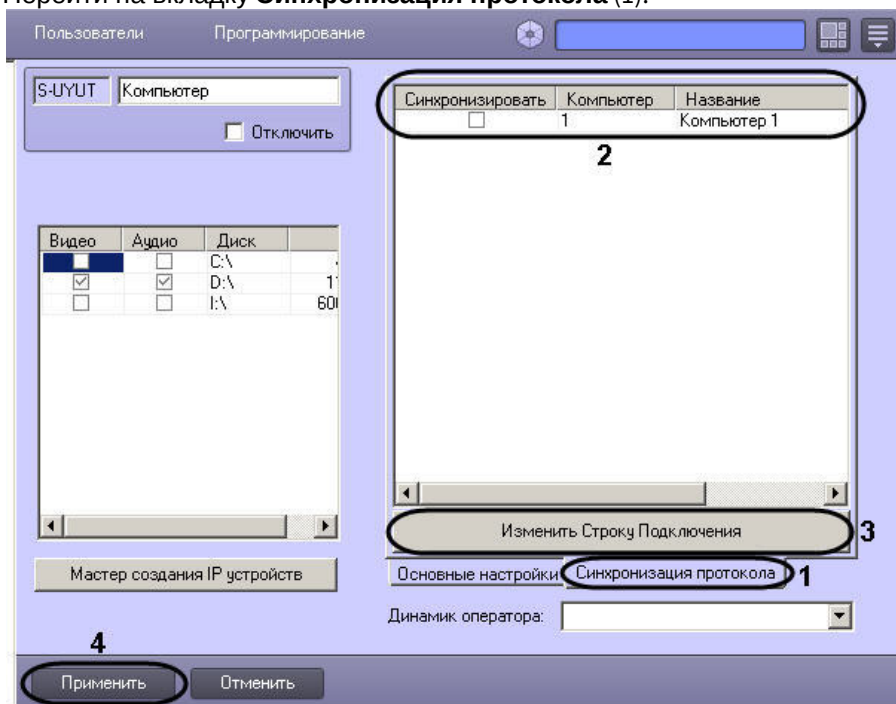 Перейти на вкладку Синхронизация протокола (1).
Пользователи Программирование
S-UYUT Компьютер
Отключить
Синхронизировать Компьютер Название
1 Компьютер 1
2
Видео Аудио Диск
C:\
D:\ 11
I:\ 600
Изменить Строку Подключения 3
Мастер создания IP устройств
Основные настройки Синхронизация протокола 1
Динамик оператора:
4
Применить Отменить